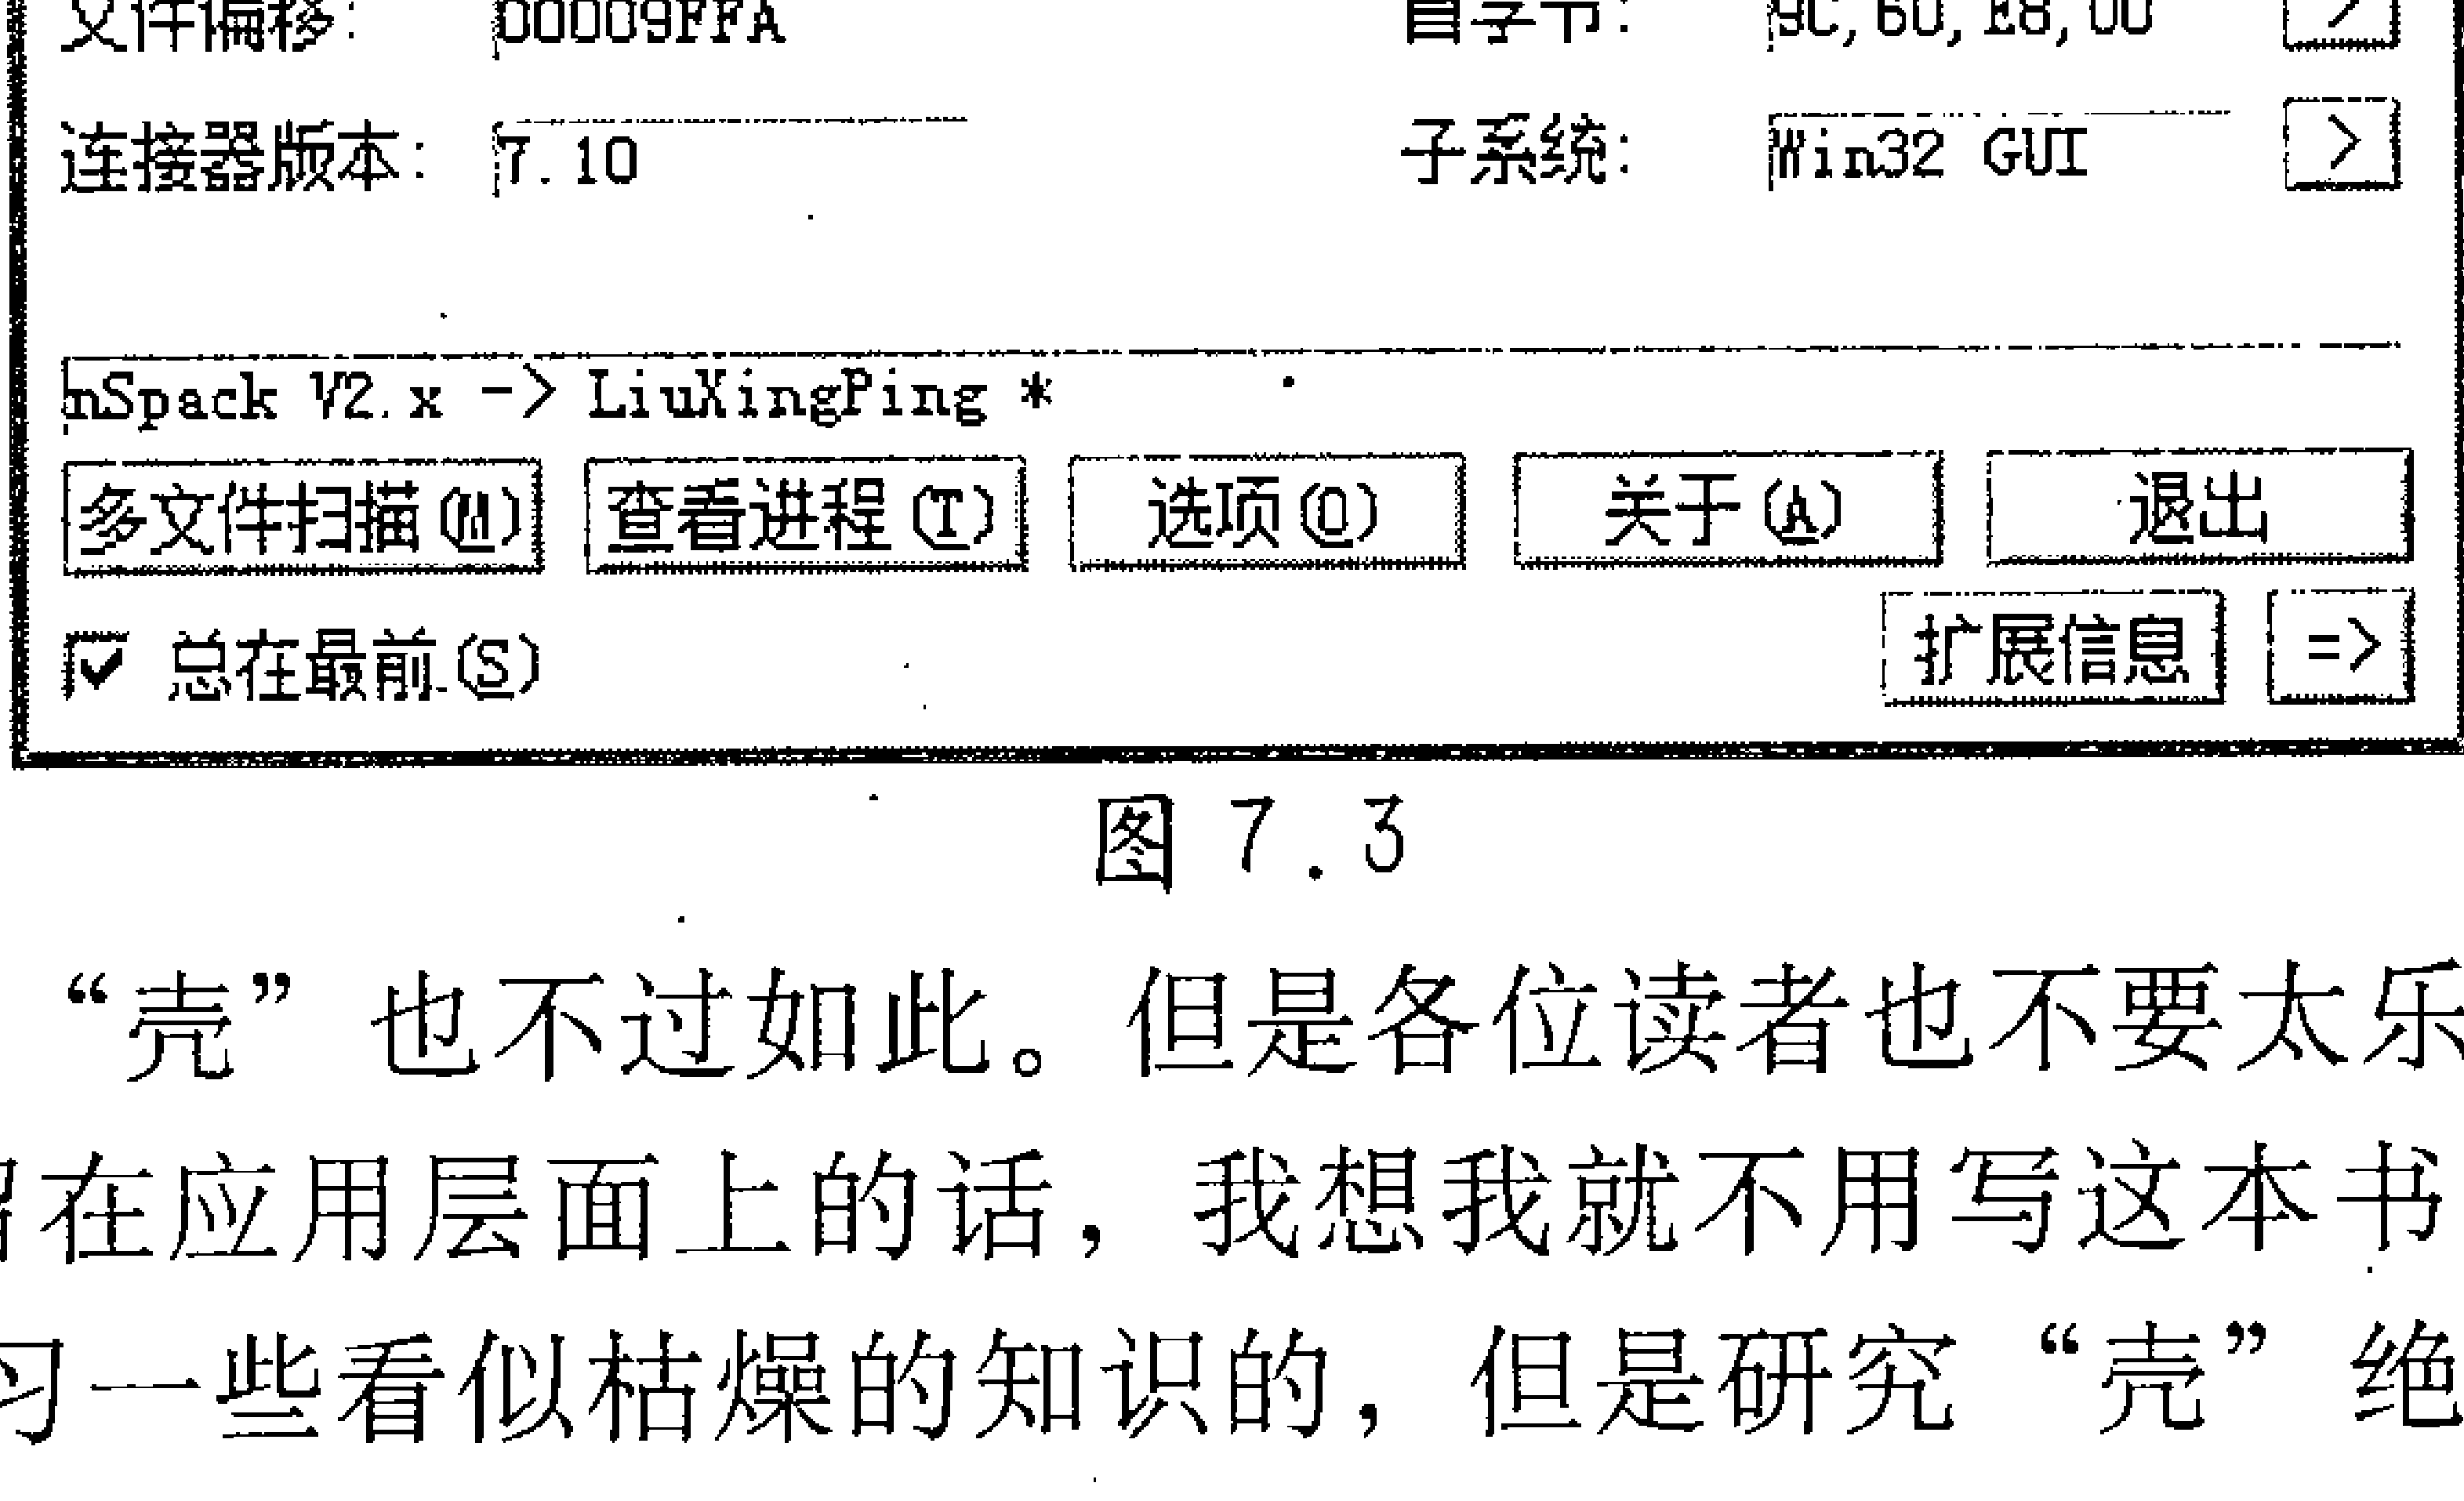 文件偏移: 00009FFA 首字节: 9C,60,E8,00 >
连接器版本: 7.10 子系统: Win32 GUI >
nSpack V2.x -> LiuXingPing *
多文件扫描(M) 查看进程(T) 选项(O) 关于(A) 退出
总在最前(S) 扩展信息 =>
图 7.3
“壳”也不过如此。但是各位读者也不要太乐
在应用层面上的话，我想我就不用写这本书
习一些看似枯燥的知识的，但是研究“壳”绝